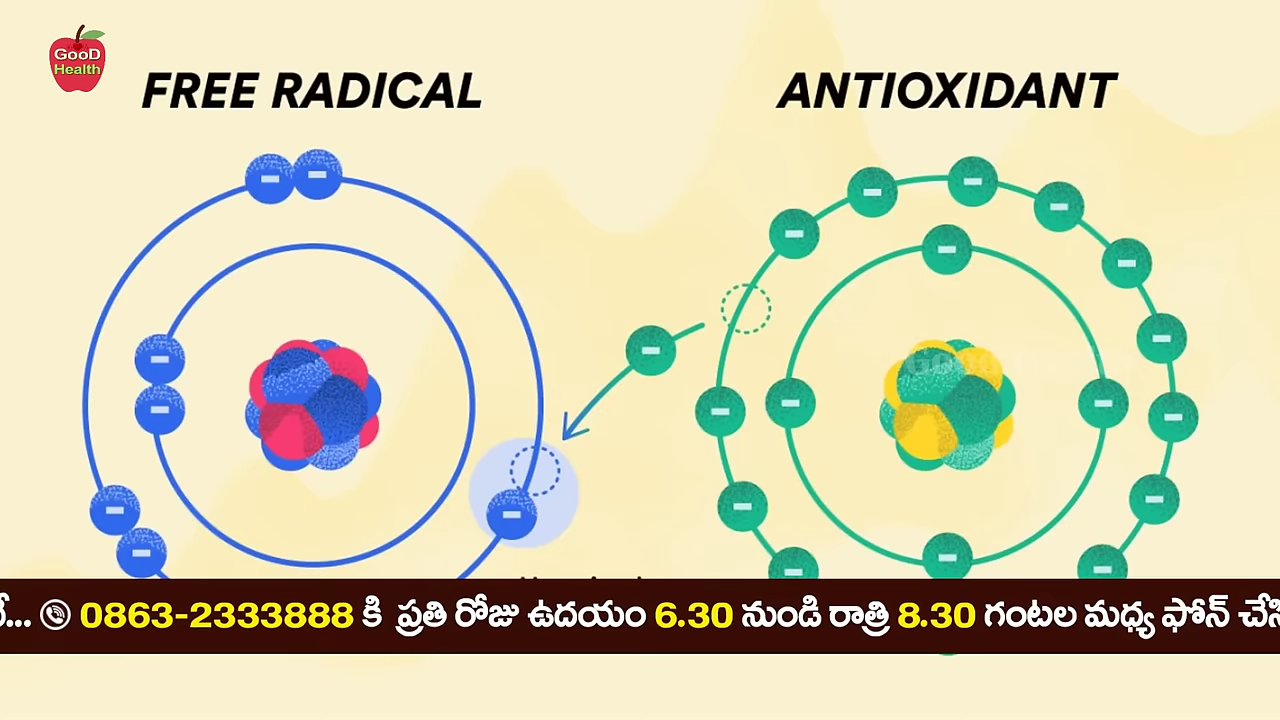 GooD
Health
FREE RADICAL
ANTIOXIDANT
0863-2333888 కి ప్రతి రోజు ఉదయం 6.30 నుండి రాత్రి 8.30 గంటల మధ్య ఫోన్